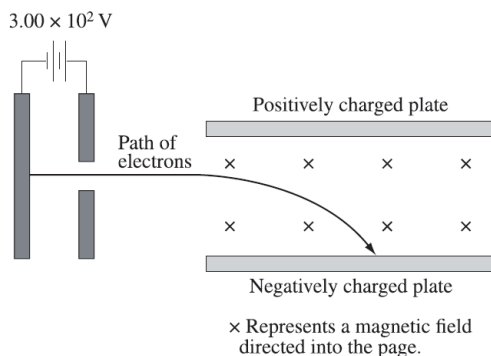 3.00 × 10² V
Positively charged plate
Path of
electrons
× × × ×
× × × ×
Negatively charged plate
× Represents a magnetic field
directed into the page.